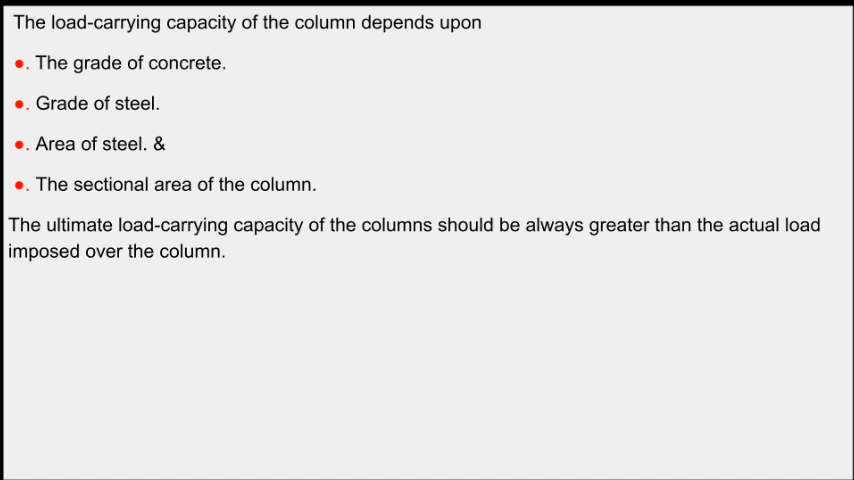 The load-carrying capacity of the column depends upon
●. The grade of concrete.
●. Grade of steel.
●. Area of steel. &
●. The sectional area of the column.
The ultimate load-carrying capacity of the columns should be always greater than the actual load
imposed over the column.